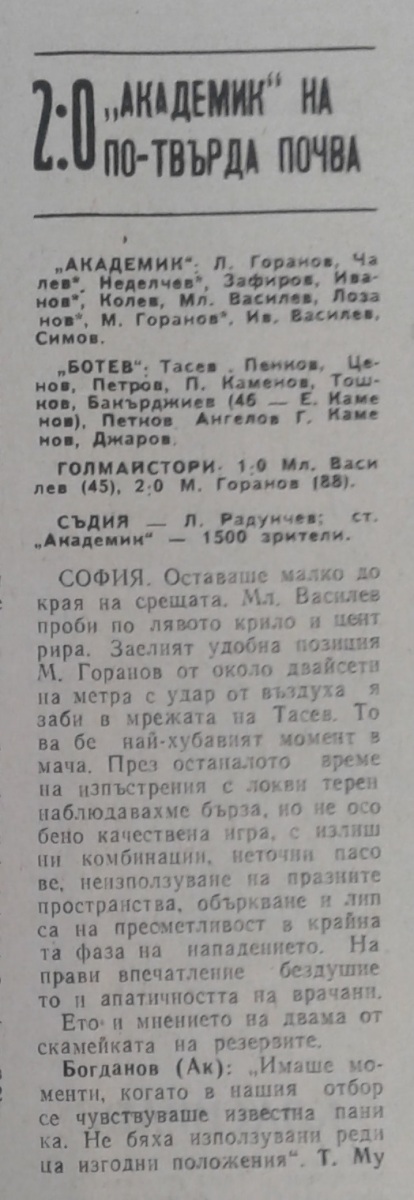 2:0 „АКАДЕМИК“ НА
ПО-ТВЪРДА ПОЧВА
„АКАДЕМИК“: Л. Горанов, Ча
лев*, Неделчев*, Зафиров, Ива
нов*, Колев, Мл. Василев, Лоза
нов*, М. Горанов*, Ив. Василев,
Симов.
„БОТЕВ“: Тасев . Пенков, Це-
нов, Петров, П. Каменов, Тош-
ков, Бакърджиев (46 — Е. Каме
нов), Петков Ангелов Г. Каме
нов, Джаров.
ГОЛМАЙСТОРИ: 1:0 Мл. Васи
лев (45), 2:0 М. Горанов (88).
СЪДИЯ — Л. Радунчев; ст.
„Академик“ — 1500 зрители.
СОФИЯ. Оставаше малко до
края на срещата. Мл. Василев
проби по лявото крило и цент
рира. Заелият удобна позиция
М. Горанов от около двайсети
на метра с удар от въздуха я
заби в мрежата на Тасев. То
ва бе най-хубавият момент в
мача. През останалото време
на изпъстрения с локви терен
наблюдавахме бърза, но не осо
бено качествена игра, с излиш
ни комбинации, неточни пасо
ве, неизползуване на празните
пространства, объркване и лип
са на пресметливост в крайна
та фаза на нападението. На
прави впечатление бездушие
то и апатичността на врачани.
Ето и мнението на двама от
скамейката на резервите.
Богданов (Ак): „Имаше мо-
менти, когато в нашия отбор
се чувствуваше известна пани
ка. Не бяха използувани реди
ца изгодни положения“. Т. Му